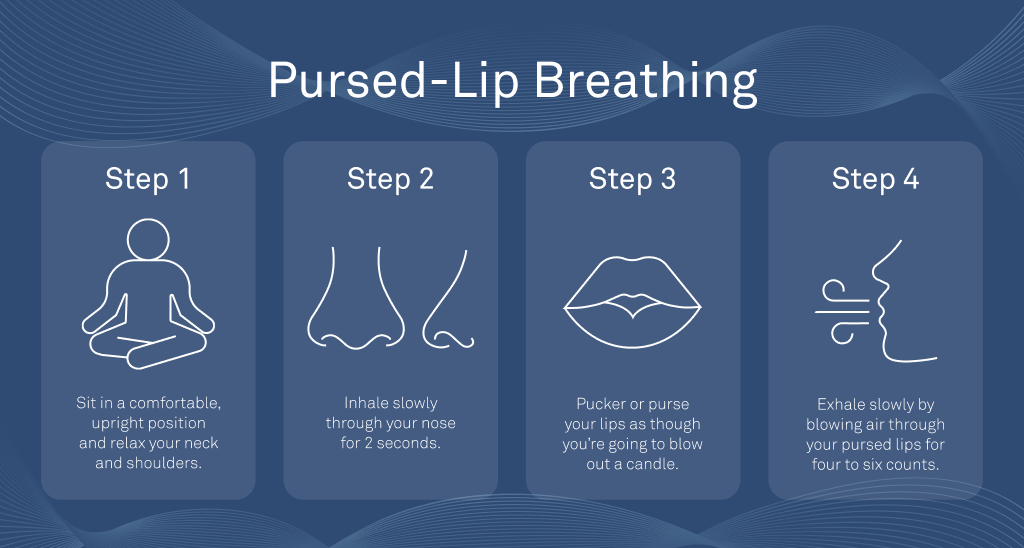 Pursed-Lip Breathing
Step 1
Sit in a comfortable,
upright position
and relax your neck
and shoulders.
Step 2
Inhale slowly
through your nose
for 2 seconds.
Step 3
Pucker or purse
your lips as though
you're going to blow
out a candle.
Step 4
Exhale slowly by
blowing air through
your pursed lips for
four to six counts.